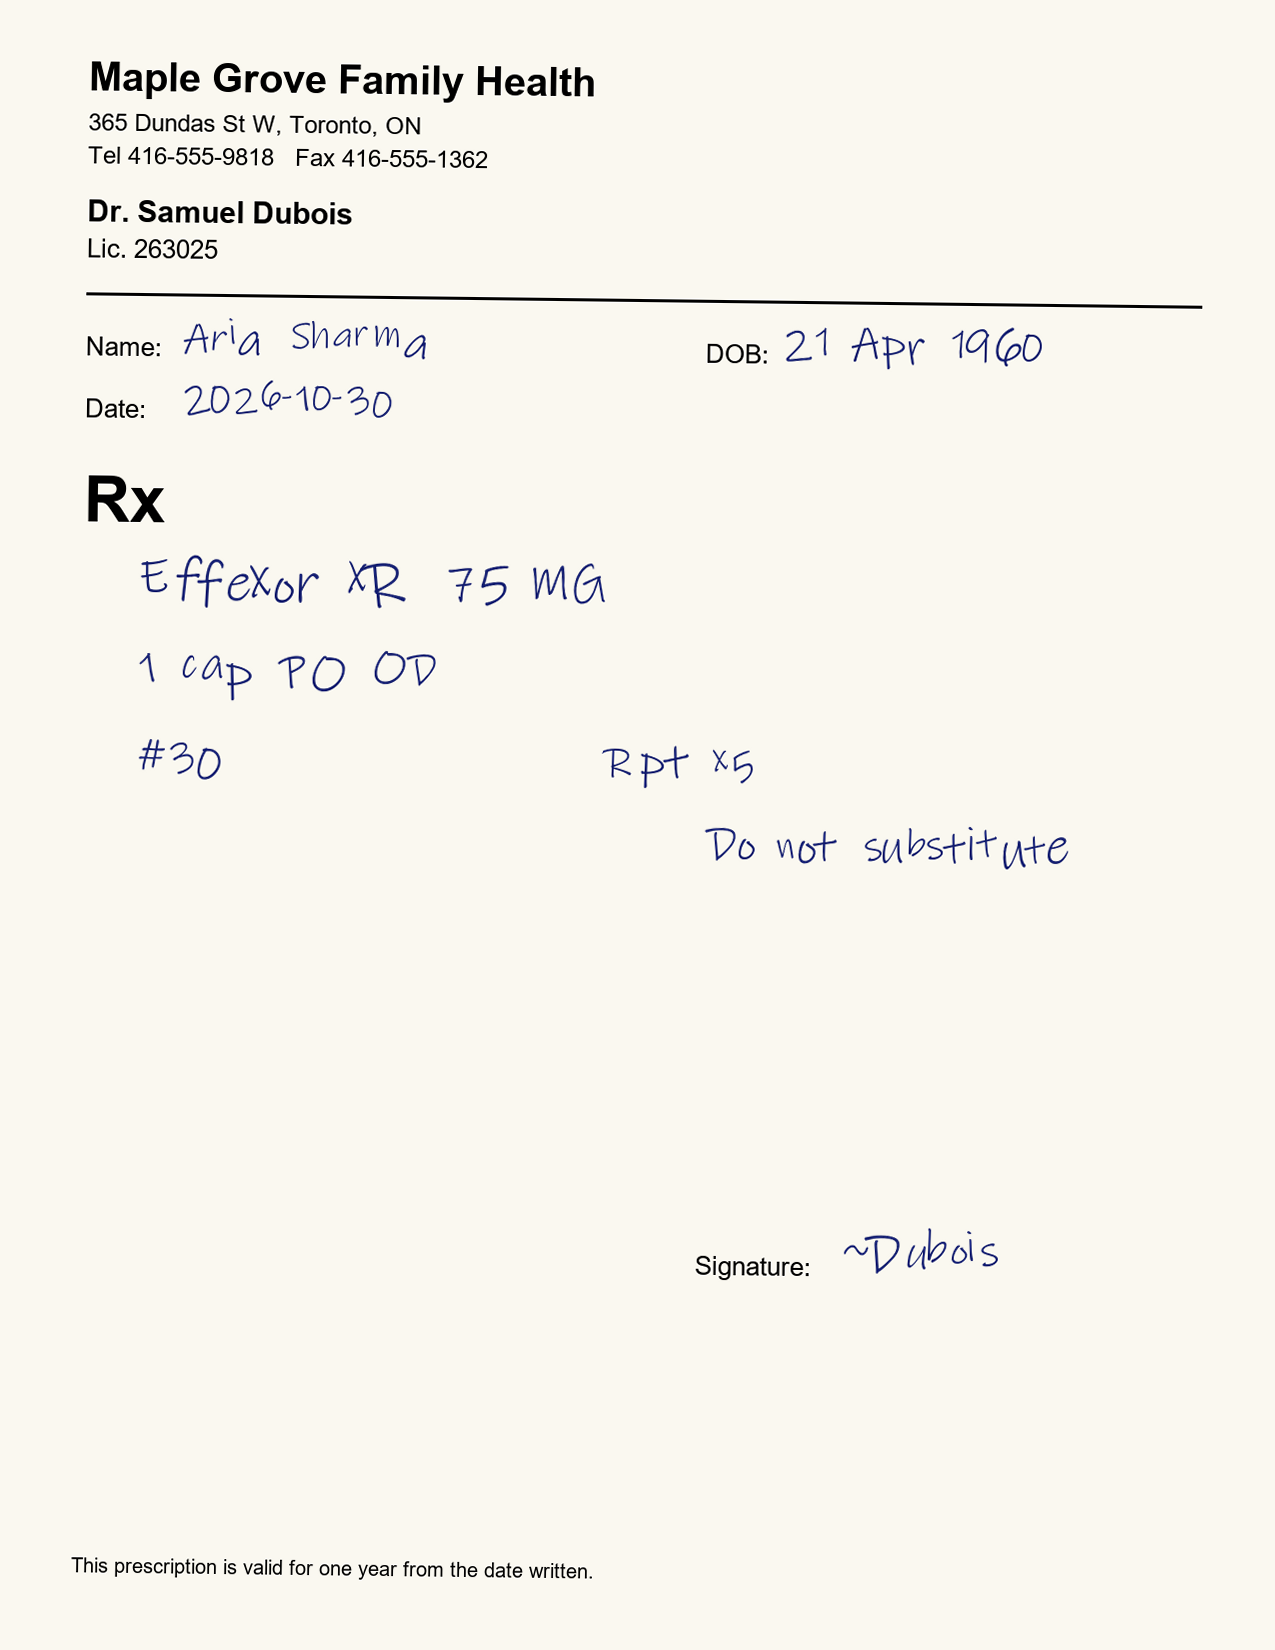 Maple Grove Family Health
365 Dundas St W, Toronto, ON
Tel 416-555-9818 Fax 416-555-1362
Dr. Samuel Dubois
Lic. 263025
Name: Aria Sharma DOB: 21 Apr 1960
Date: 2026-10-30
Rx
Effexor XR 75 MG
1 cap PO OD
#30 Rpt x5
Do not substitute
Signature: ~Dubois
This prescription is valid for one year from the date written.